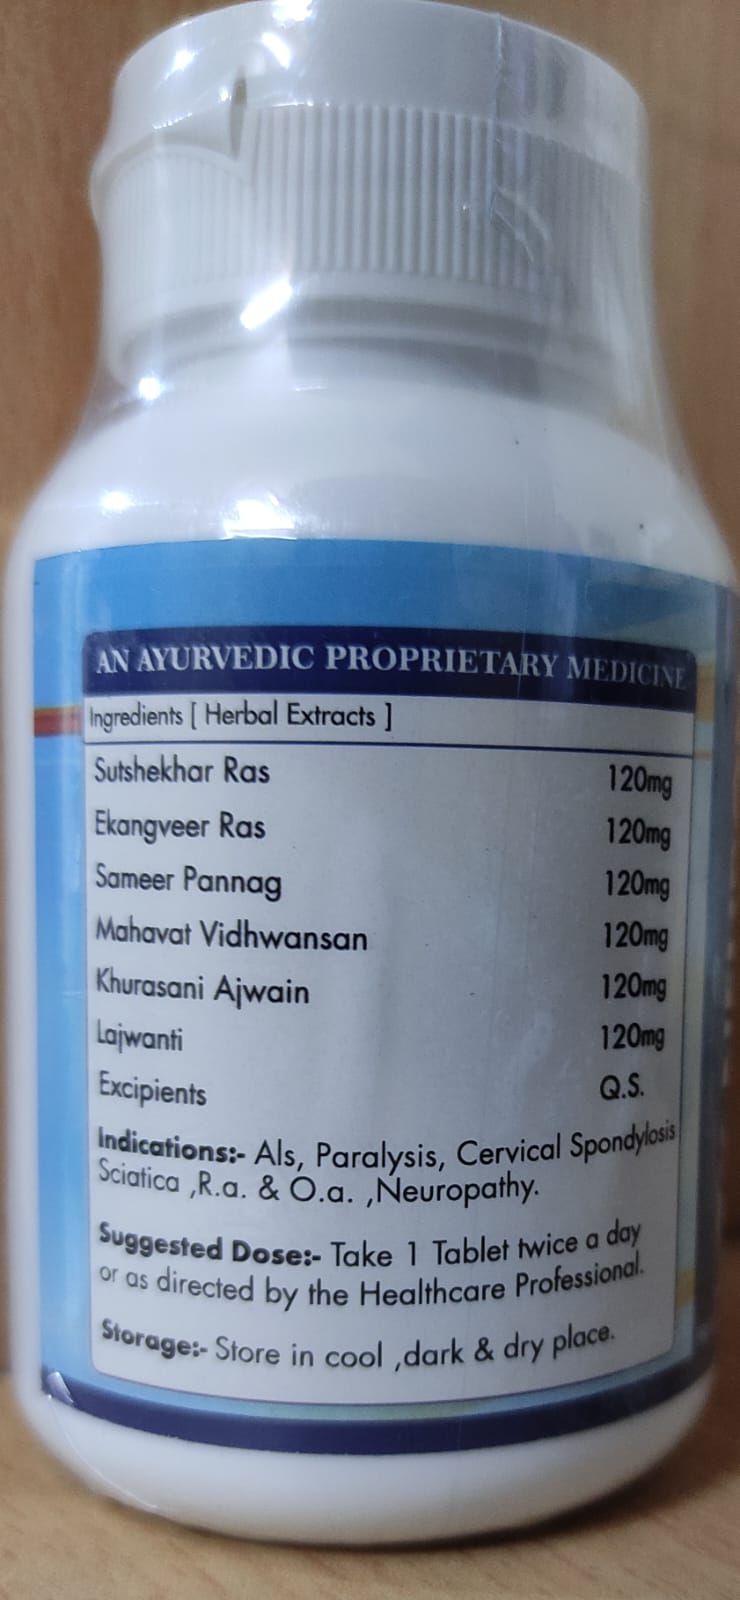 AN AYURVEDIC PROPRIETARY MEDICINE
Ingredients [ Herbal Extracts ]
Sutshekhar Ras 120mg
Ekangveer Ras 120mg
Sameer Pannag 120mg
Mahavat Vidhwansan 120mg
Khurasani Ajwain 120mg
Lajwanti 120mg
Excipients Q.S.
Indications:- Als, Paralysis, Cervical Spondylosis
Sciatica ,R.a. & O.a. ,Neuropathy.
Suggested Dose:- Take 1 Tablet twice a day
or as directed by the Healthcare Professional.
Storage:- Store in cool ,dark & dry place.